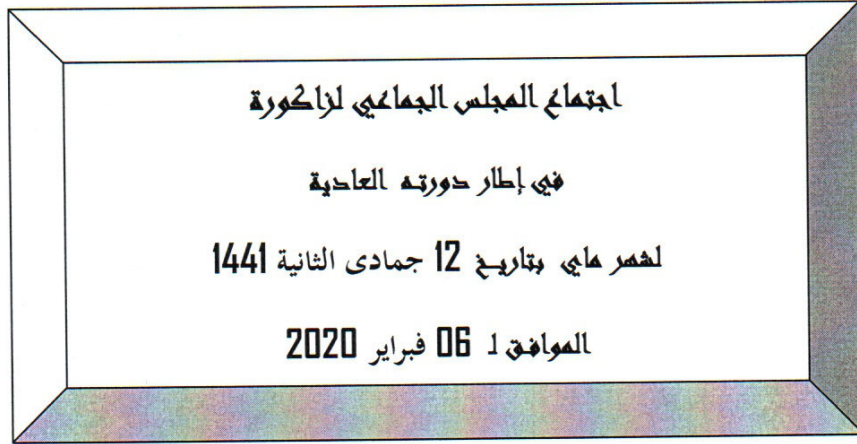 اجتماع المجلس الجماعي لزاكورة
في إطار دورته العادية
لشهر ماي بتاريخ 12 جمادى الثانية 1441
الموافق لـ 06 فبراير 2020